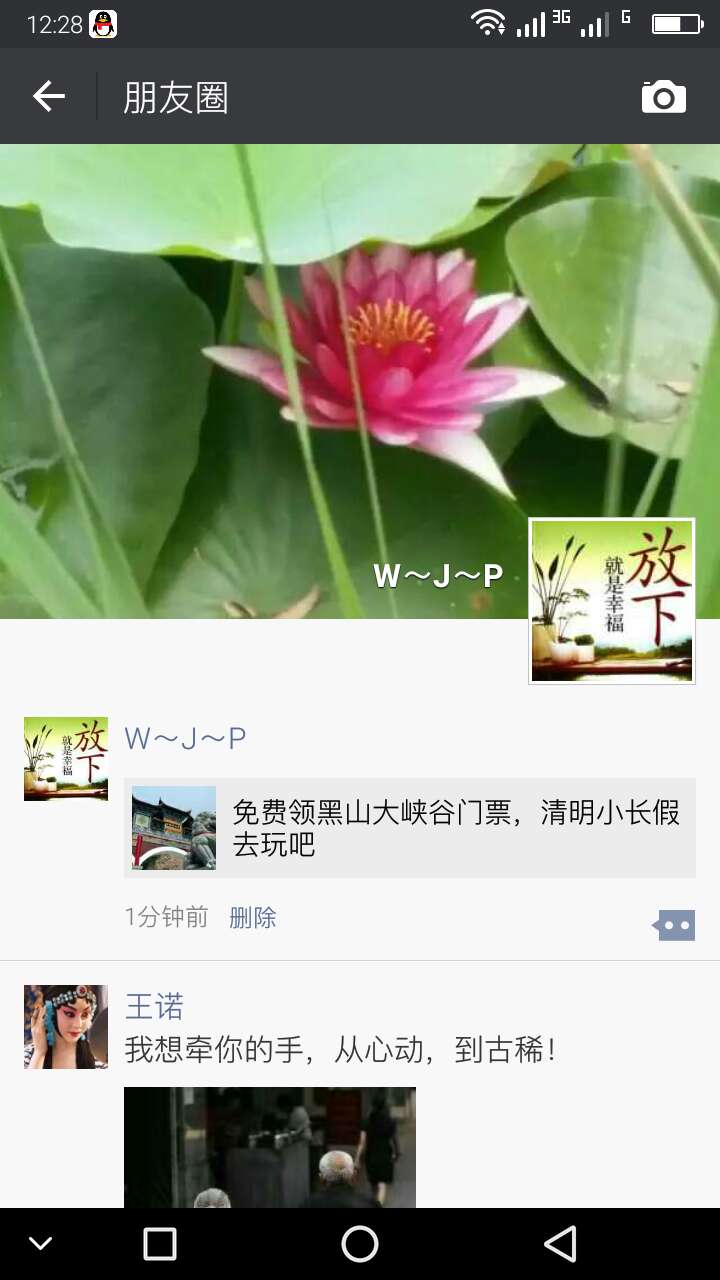 12:28
3G
G
朋友圈
W～J～P
放下
就是幸福
放下
就是幸福
W～J～P
免费领黑山大峡谷门票，清明小长假
去玩吧
1分钟前 删除
王诺
我想牵你的手，从心动，到古稀！